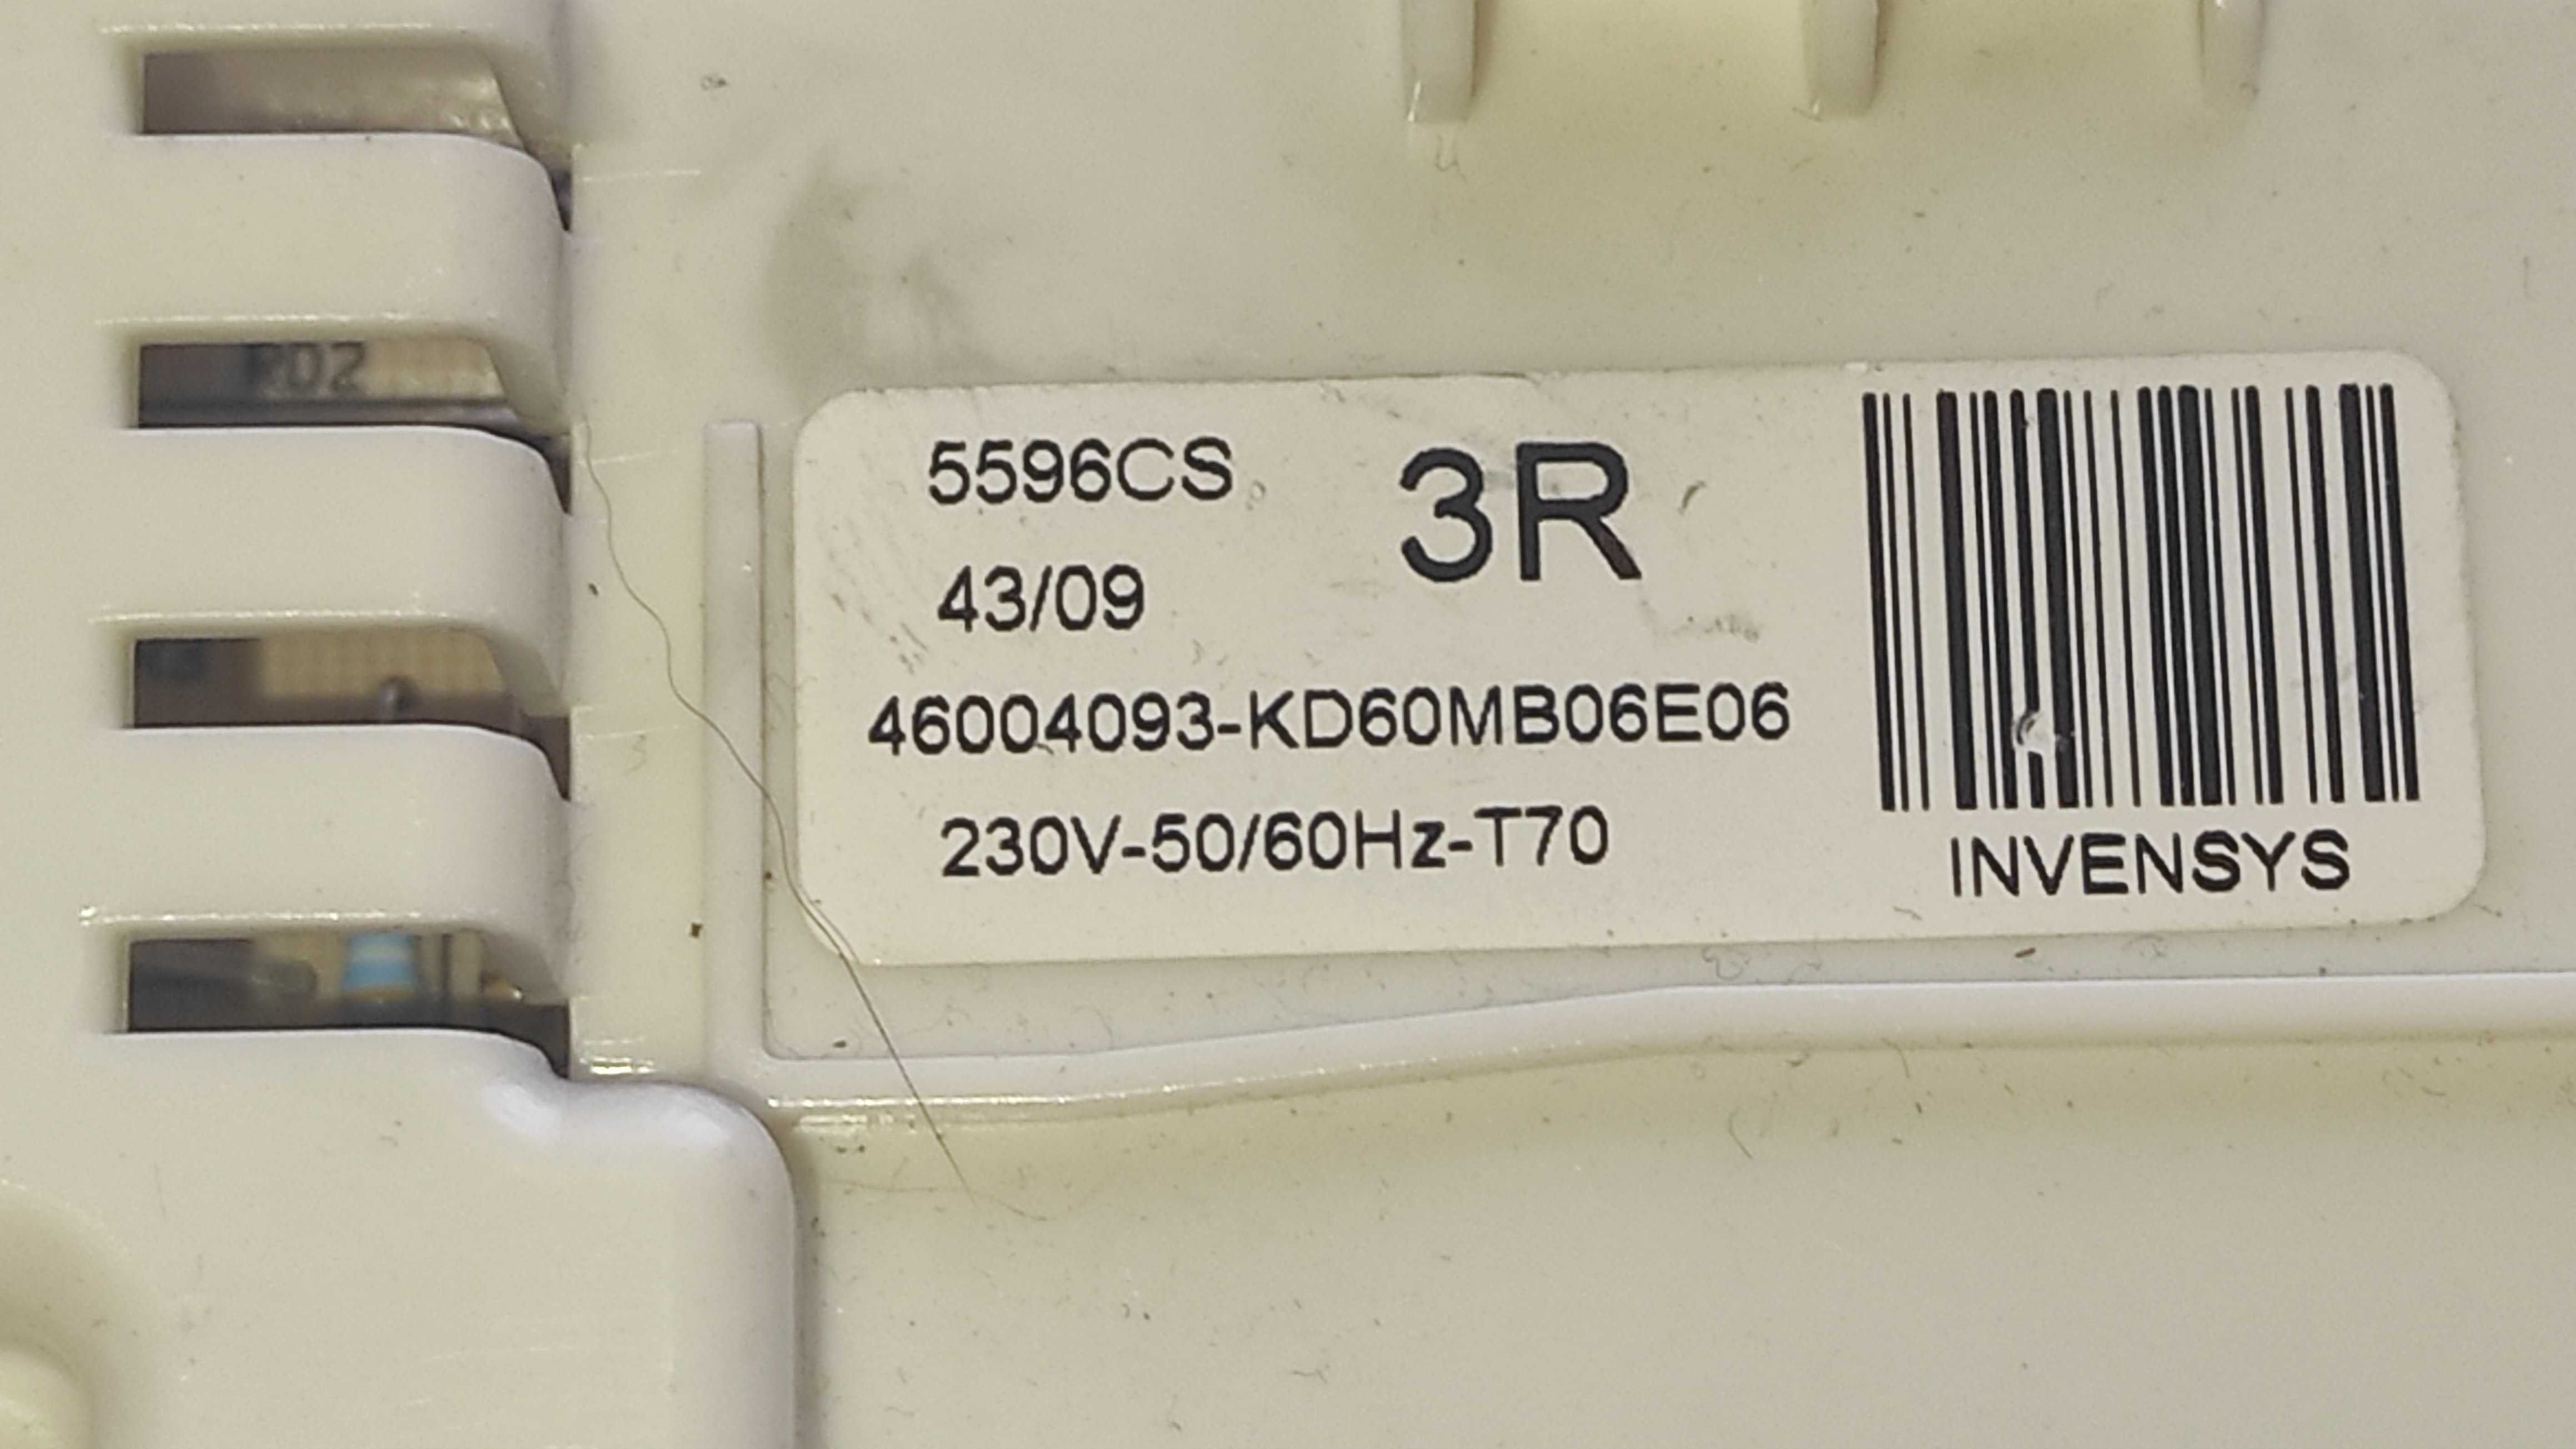 5596CS
3R
43/09
46004093-KD60MB06E06
230V-50/60Hz-T70
INVENSYS